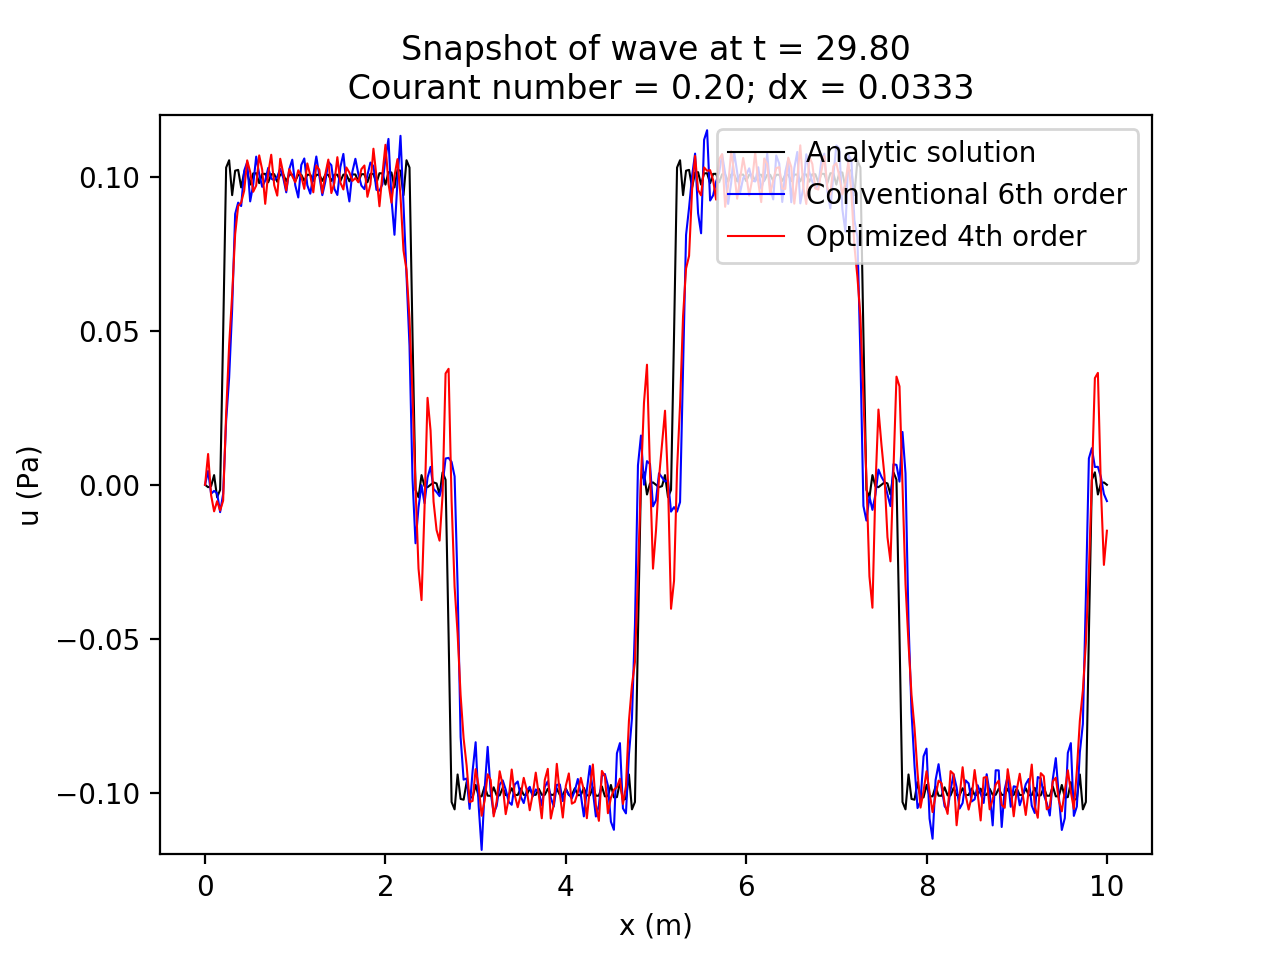 Snapshot of wave at t = 29.80
Courant number = 0.20; dx = 0.0333
Analytic solution
Conventional 6th order
Optimized 4th order
0.10
0.05
0.00
−0.05
−0.10
u (Pa)
0 2 4 6 8 10
x (m)